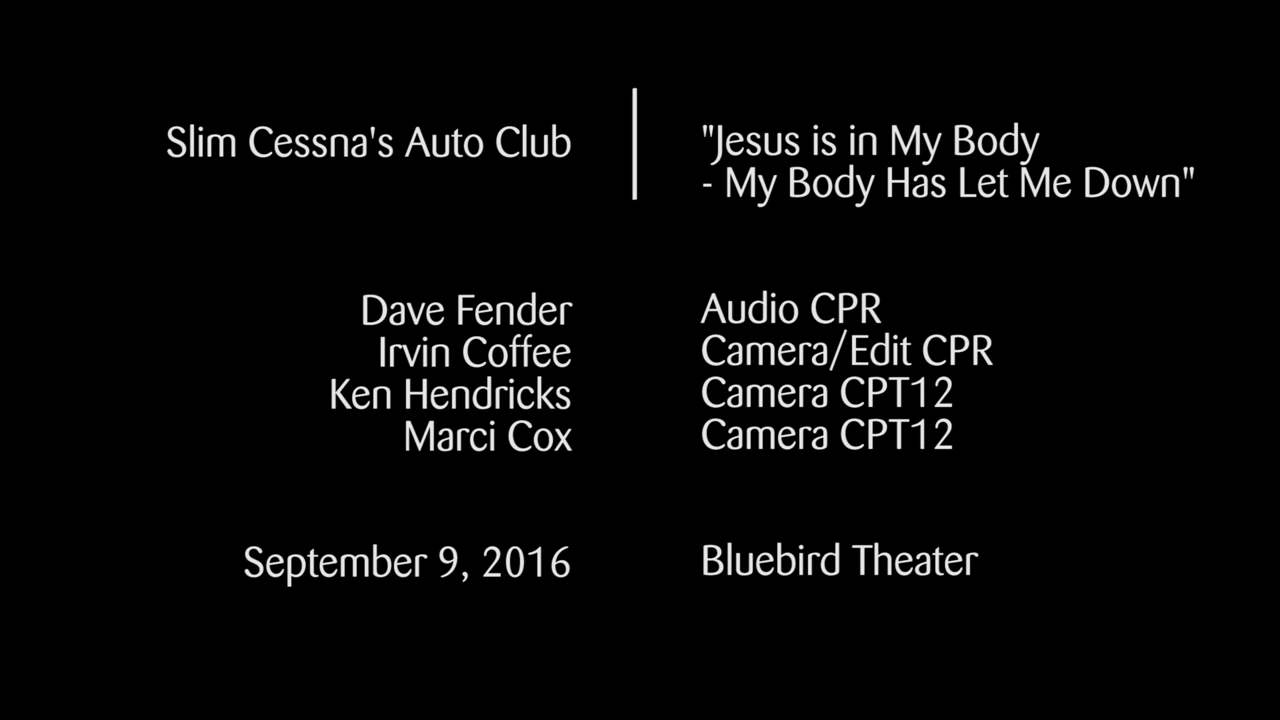 Slim Cessna's Auto Club
"Jesus is in My Body
- My Body Has Let Me Down"
Dave Fender Audio CPR
Irvin Coffee Camera/Edit CPR
Ken Hendricks Camera CPT12
Marci Cox Camera CPT12
September 9, 2016 Bluebird Theater